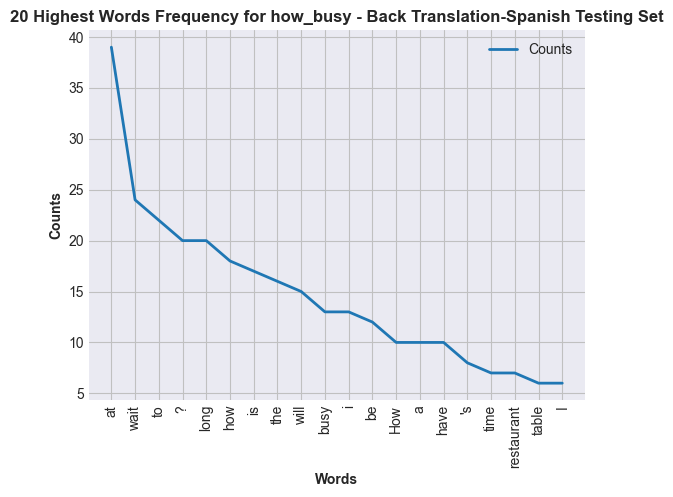 20 Highest Words Frequency for how_busy - Back Translation-Spanish Testing Set
Counts
40
35
30
25
20
15
10
5
Counts
at
wait
to
?
long
how
is
the
will
busy
i
be
How
a
have
's
time
restaurant
table
I
Words